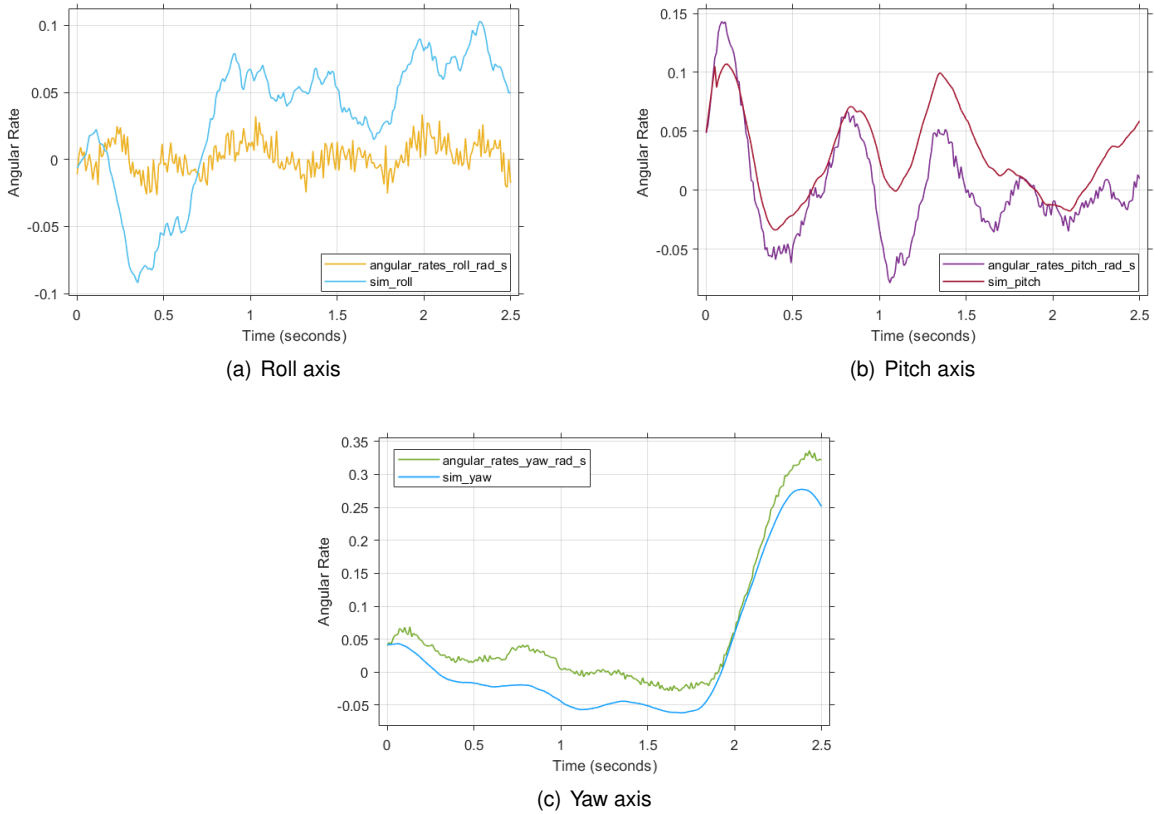 0.1
0.05
0
-0.05
-0.1
Angular Rate
angular_rates_roll_rad_s
sim_roll
0 0.5 1 1.5 2 2.5
Time (seconds)
(a) Roll axis
0.15
0.1
0.05
0
-0.05
Angular Rate
angular_rates_pitch_rad_s
sim_pitch
0 0.5 1 1.5 2 2.5
Time (seconds)
(b) Pitch axis
0.35
0.3
0.25
0.2
0.15
0.1
0.05
0
-0.05
Angular Rate
angular_rates_yaw_rad_s
sim_yaw
0 0.5 1 1.5 2 2.5
Time (seconds)
(c) Yaw axis